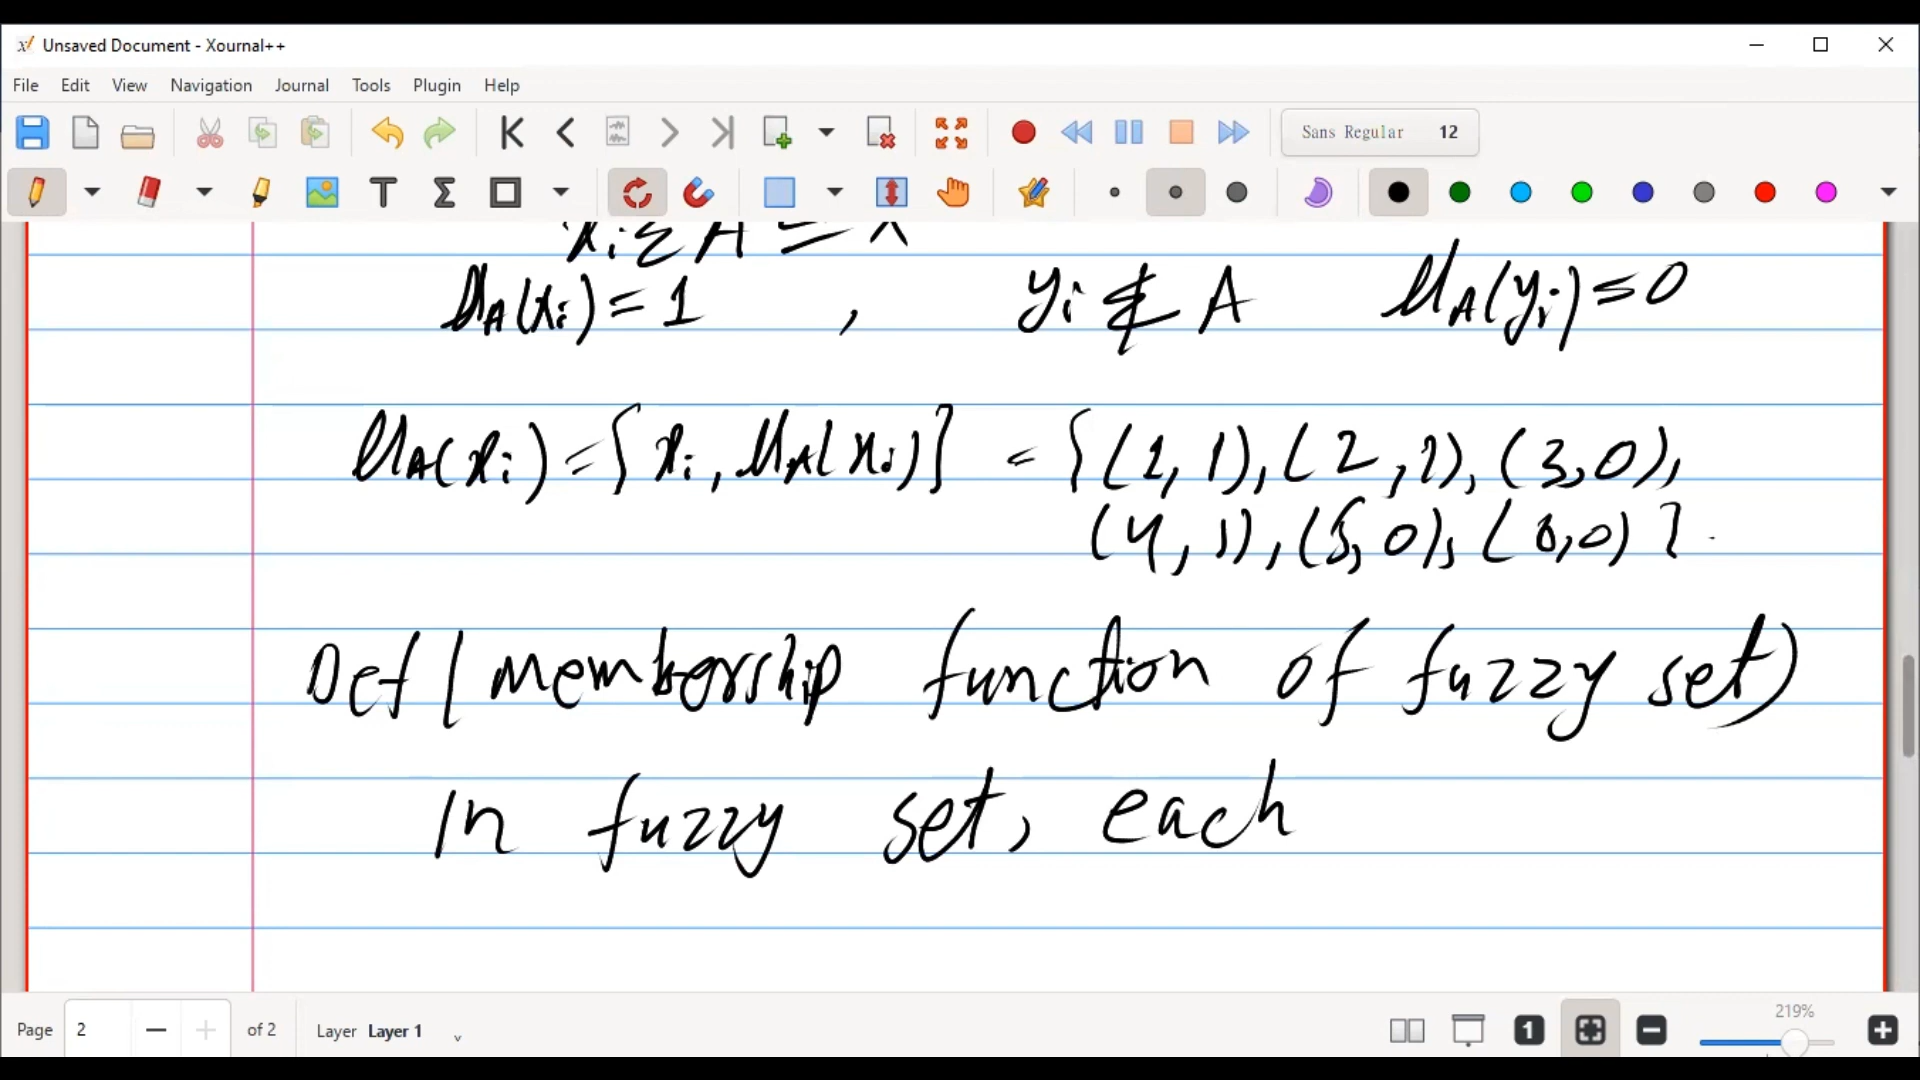 Unsaved Document - Xournal++
File Edit View Navigation Journal Tools Plugin Help
Sans Regular 12
xi ∈ A ⊆ X
μA(xi) = 1 , yi ∉ A μA(yi) = 0
μA(xi) = {xi, μA(xi)} = {(1, 1), (2, 1), (3, 0),
(4, 1), (5, 0), (6, 0)}.
Def (membership function of fuzzy set)
In fuzzy set, each
219%
Page 2 of 2 Layer Layer 1